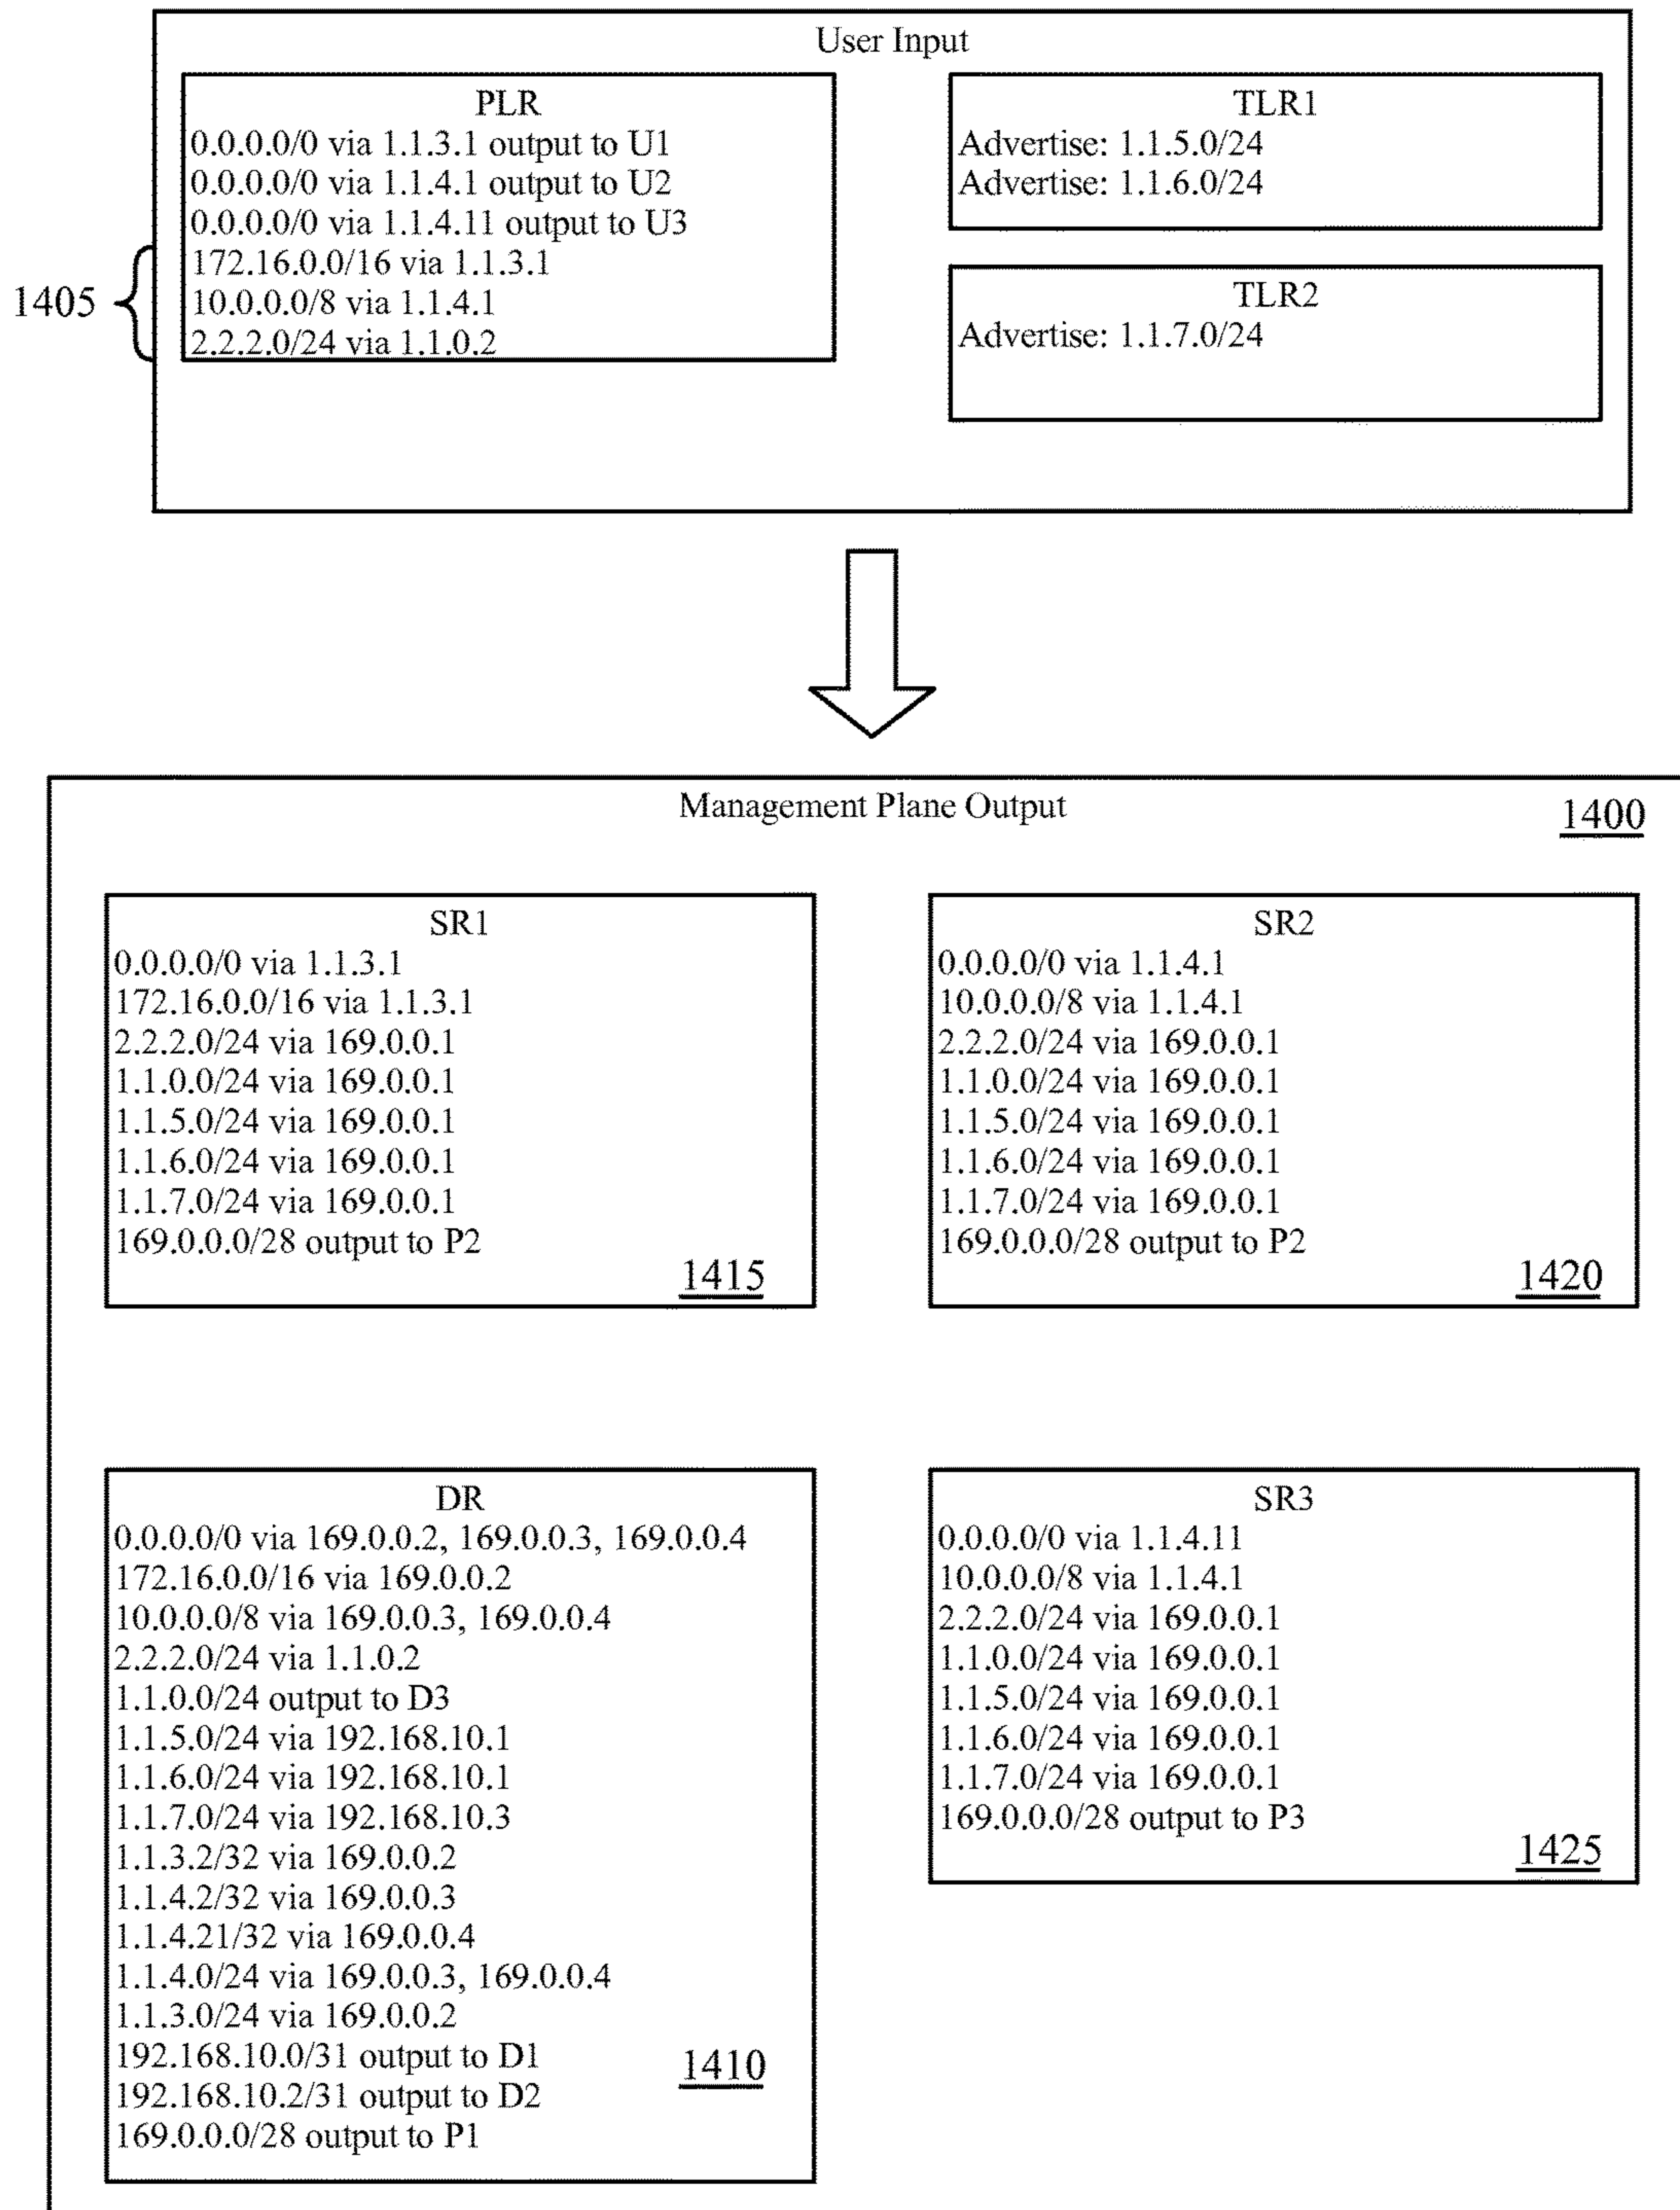 User Input
PLR
0.0.0.0/0 via 1.1.3.1 output to U1
0.0.0.0/0 via 1.1.4.1 output to U2
0.0.0.0/0 via 1.1.4.11 output to U3
172.16.0.0/16 via 1.1.3.1
10.0.0.0/8 via 1.1.4.1
2.2.2.0/24 via 1.1.0.2
1405
TLR1
Advertise: 1.1.5.0/24
Advertise: 1.1.6.0/24
TLR2
Advertise: 1.1.7.0/24
Management Plane Output
1400
SR1
0.0.0.0/0 via 1.1.3.1
172.16.0.0/16 via 1.1.3.1
2.2.2.0/24 via 169.0.0.1
1.1.0.0/24 via 169.0.0.1
1.1.5.0/24 via 169.0.0.1
1.1.6.0/24 via 169.0.0.1
1.1.7.0/24 via 169.0.0.1
169.0.0.0/28 output to P2
1415
SR2
0.0.0.0/0 via 1.1.4.1
10.0.0.0/8 via 1.1.4.1
2.2.2.0/24 via 169.0.0.1
1.1.0.0/24 via 169.0.0.1
1.1.5.0/24 via 169.0.0.1
1.1.6.0/24 via 169.0.0.1
1.1.7.0/24 via 169.0.0.1
169.0.0.0/28 output to P2
1420
DR
0.0.0.0/0 via 169.0.0.2, 169.0.0.3, 169.0.0.4
172.16.0.0/16 via 169.0.0.2
10.0.0.0/8 via 169.0.0.3, 169.0.0.4
2.2.2.0/24 via 1.1.0.2
1.1.0.0/24 output to D3
1.1.5.0/24 via 192.168.10.1
1.1.6.0/24 via 192.168.10.1
1.1.7.0/24 via 192.168.10.3
1.1.3.2/32 via 169.0.0.2
1.1.4.2/32 via 169.0.0.3
1.1.4.21/32 via 169.0.0.4
1.1.4.0/24 via 169.0.0.3, 169.0.0.4
1.1.3.0/24 via 169.0.0.2
192.168.10.0/31 output to D1
192.168.10.2/31 output to D2
169.0.0.0/28 output to P1
1410
SR3
0.0.0.0/0 via 1.1.4.11
10.0.0.0/8 via 1.1.4.1
2.2.2.0/24 via 169.0.0.1
1.1.0.0/24 via 169.0.0.1
1.1.5.0/24 via 169.0.0.1
1.1.6.0/24 via 169.0.0.1
1.1.7.0/24 via 169.0.0.1
169.0.0.0/28 output to P3
1425